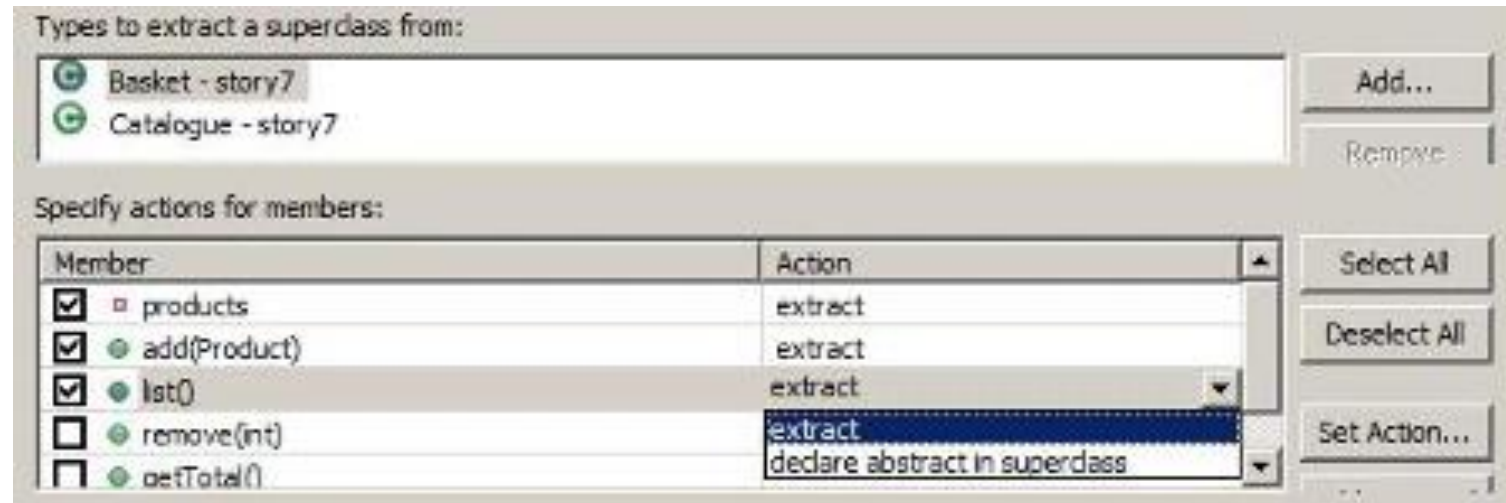 Types to extract a superclass from:
Basket - story7
Add...
Catalogue - story7
Remove
Specify actions for members:
Member Action
Select All
products extract
add(Product) extract
Deselect All
list() extract
remove(int)
extract
Set Action...
declare abstract in superclass
getTotal()